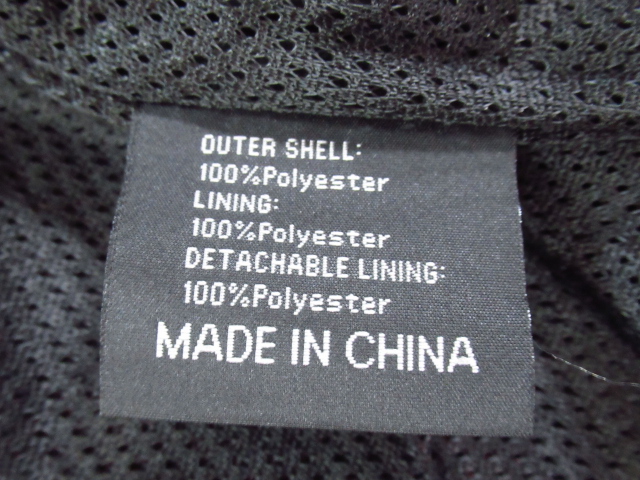 OUTER SHELL:
100%Polyester
LINING:
100%Polyester
DETACHABLE LINING:
100%Polyester
MADE IN CHINA